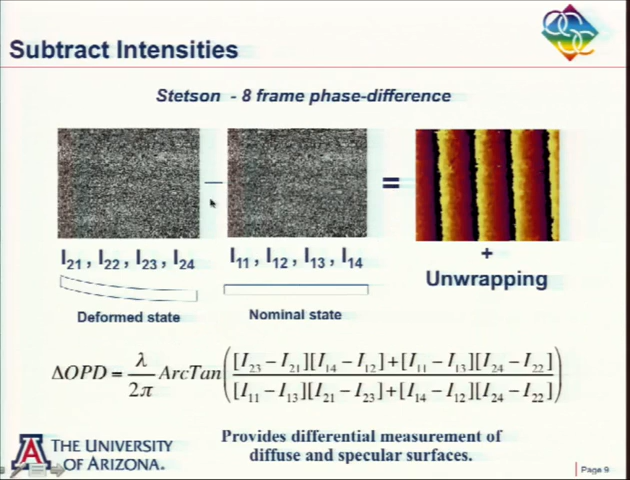 Subtract Intensities
Stetson - 8 frame phase-difference
− =
I21 , I22 , I23 , I24
I11 , I12 , I13 , I14
+
Unwrapping
Deformed state
Nominal state
ΔOPD = λ/2π ArcTan([I23 − I21][I14 − I12]+[I11 − I13][I24 − I22] / [I11 − I13][I21 − I23]+[I14 − I12][I24 − I22])
THE UNIVERSITY
OF ARIZONA.
Provides differential measurement of
diffuse and specular surfaces.
Page 9